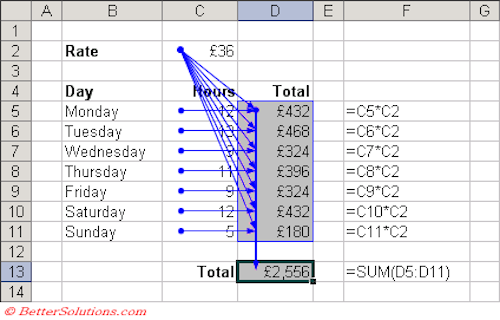 A B C D E F G
1
2 Rate £36
3
4 Day Hours Total
5 Monday 12 £432 =C5*C2
6 Tuesday 13 £468 =C6*C2
7 Wednesday 9 £324 =C7*C2
8 Thursday 11 £396 =C8*C2
9 Friday 9 £324 =C9*C2
10 Saturday 12 £432 =C10*C2
11 Sunday 5 £180 =C11*C2
12
13 Total £2,556 =SUM(D5:D11)
14
© BetterSolutions.com